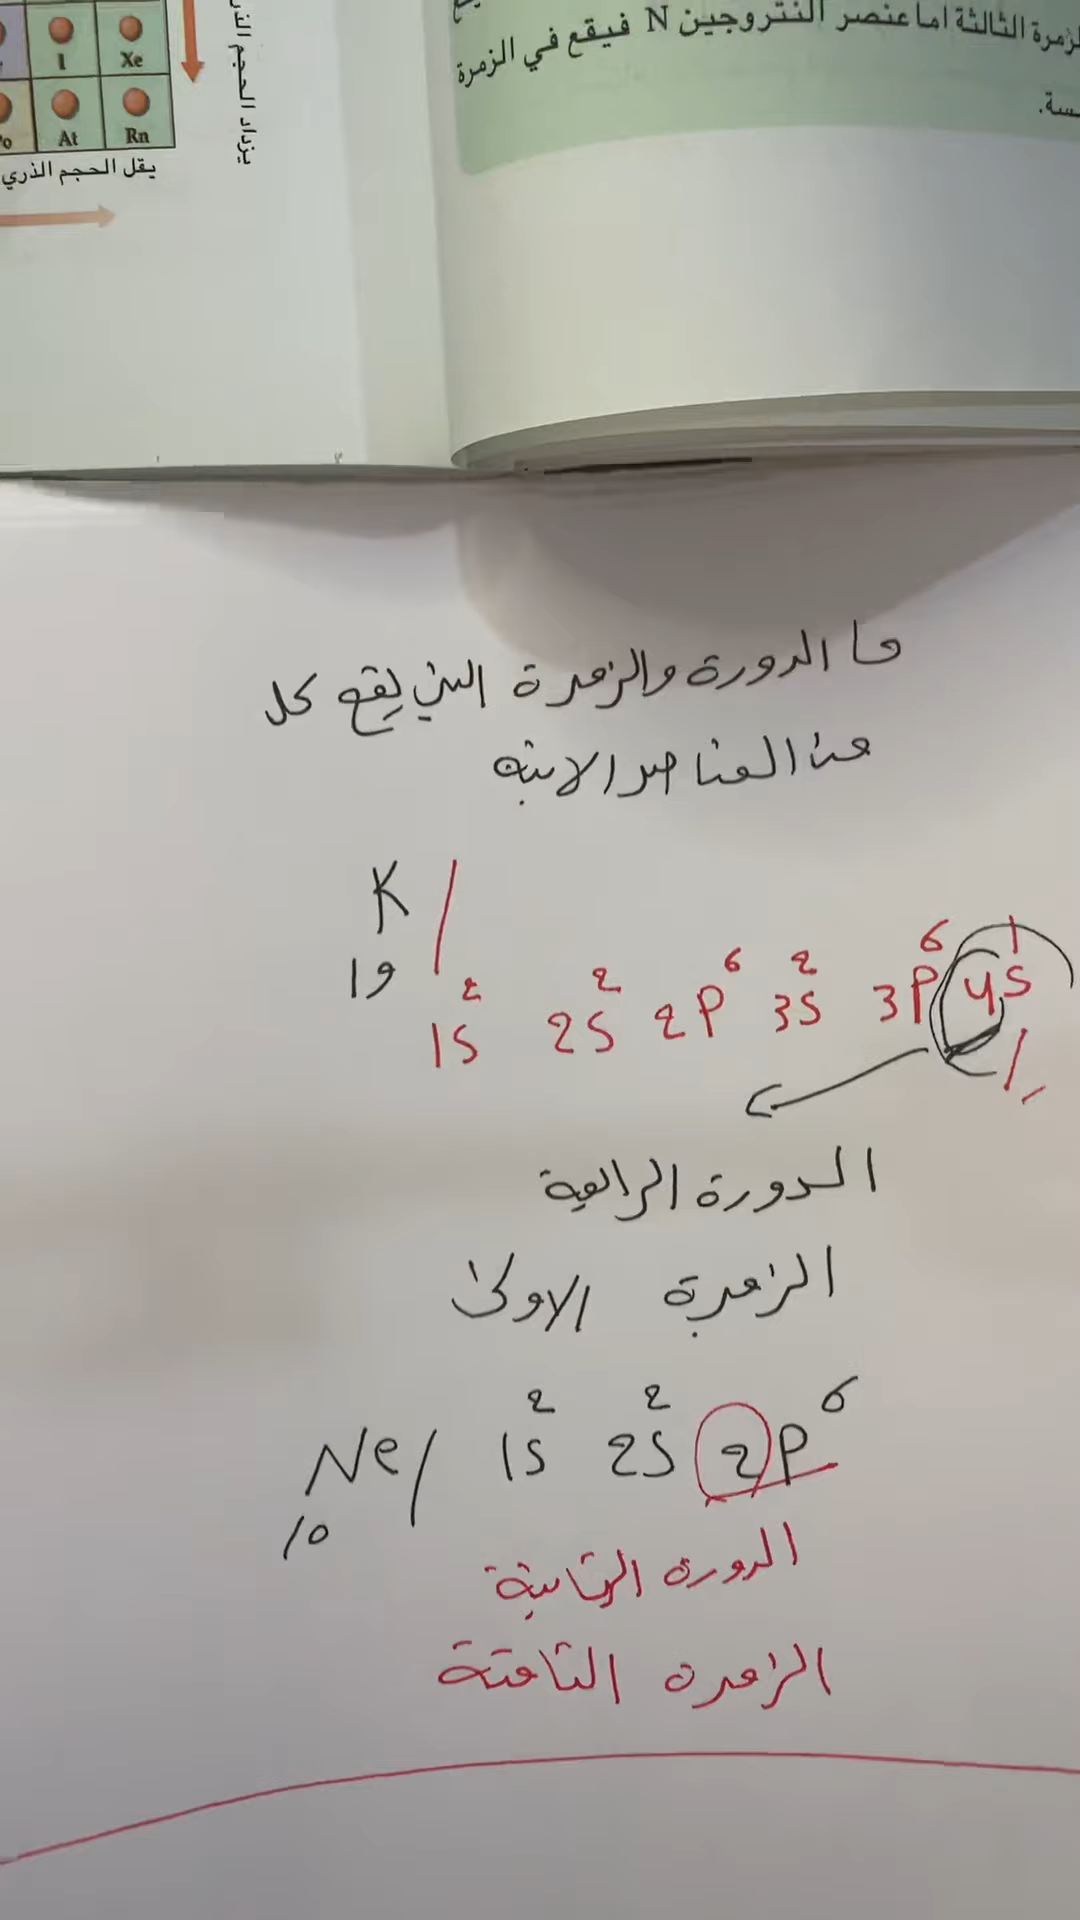 I Xe
At Rn
يزداد الحجم
يقل الحجم الذري
الثالثة اما عنصر النتروجين N فيقع في الزمرة
ما الدورة والزمرة التي يقع كل
من العناصر الاتية
K /
19
1s² 2s² 2p⁶ 3s² 3p⁶ 4s¹
الدورة الرابعة
الزمرة الاولى
Ne / 1s² 2s² 2p⁶
10
الدورة الثانية
الزمرة الثامنة